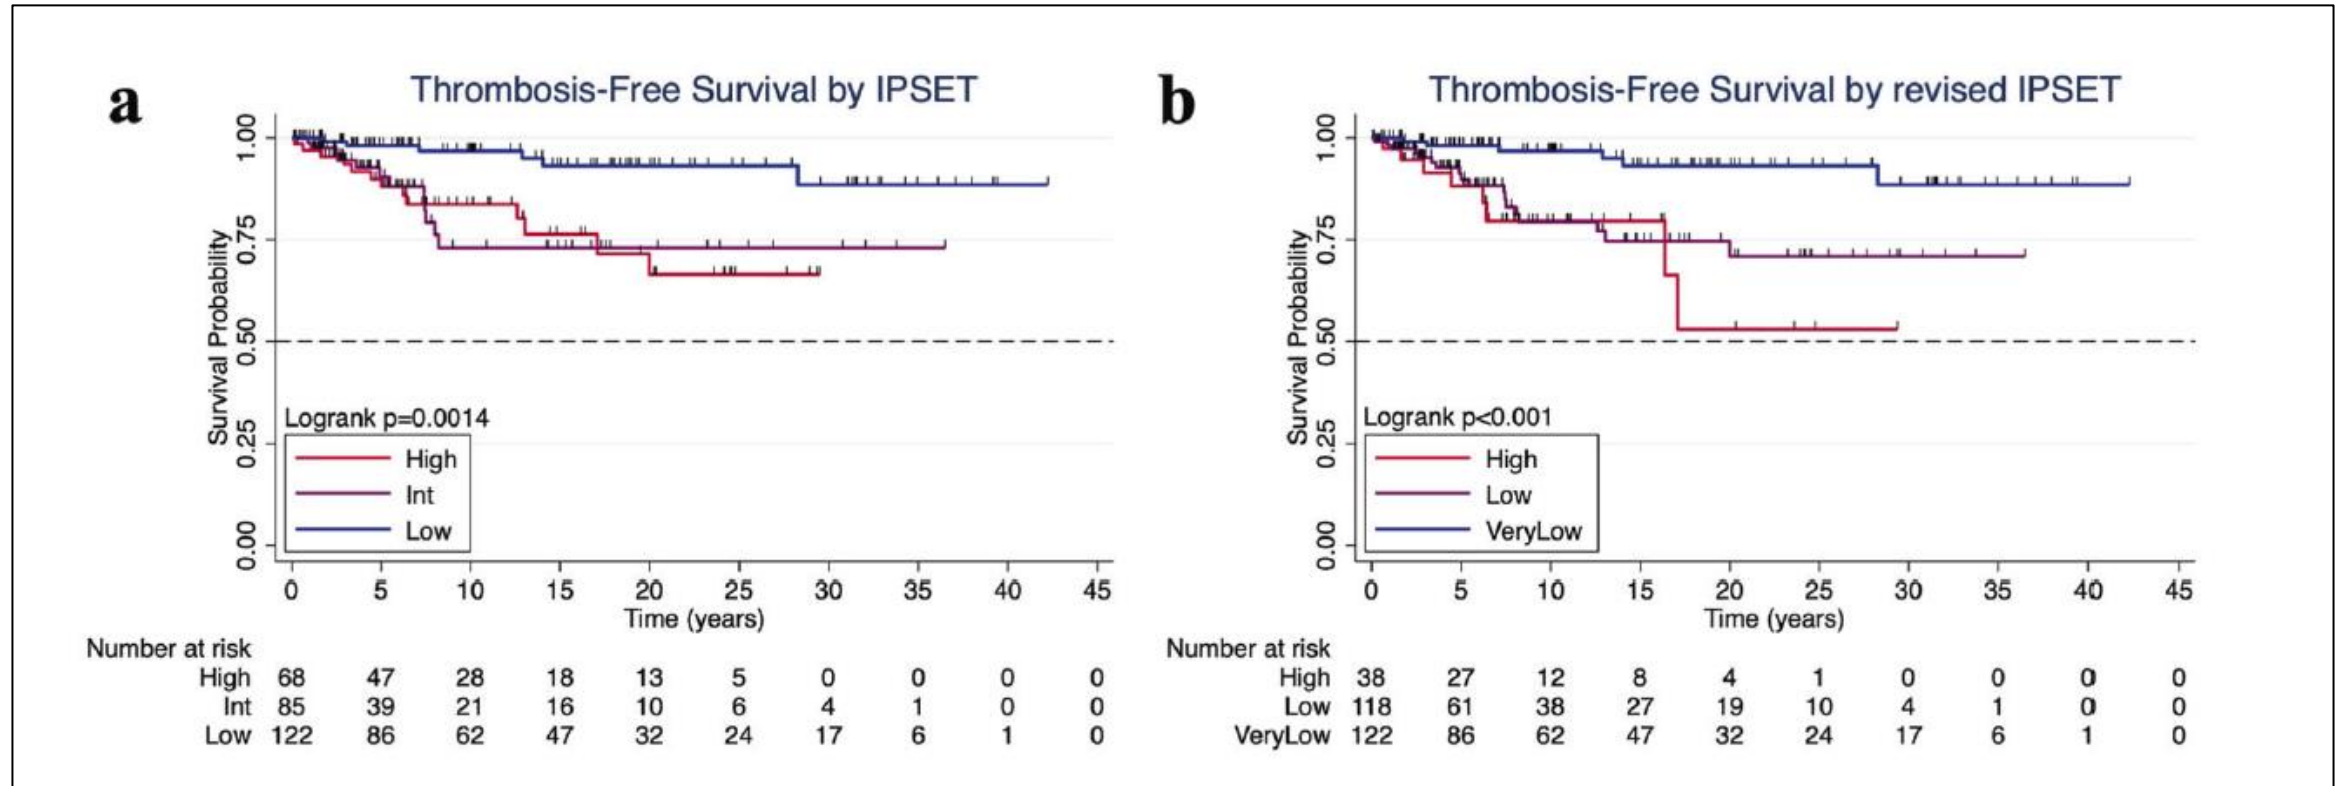 a
Thrombosis-Free Survival by IPSET
Survival Probability
1.00
0.75
0.50
0.25
0.00
Logrank p=0.0014
High
Int
Low
0 5 10 15 20 25 30 35 40 45
Time (years)
Number at risk
High 68 47 28 18 13 5 0 0 0 0
Int 85 39 21 16 10 6 4 1 0 0
Low 122 86 62 47 32 24 17 6 1 0
b
Thrombosis-Free Survival by revised IPSET
Survival Probability
1.00
0.75
0.50
0.25
0.00
Logrank p<0.001
High
Low
VeryLow
0 5 10 15 20 25 30 35 40 45
Time (years)
Number at risk
High 38 27 12 8 4 1 0 0 0 0
Low 118 61 38 27 19 10 4 1 0 0
VeryLow 122 86 62 47 32 24 17 6 1 0